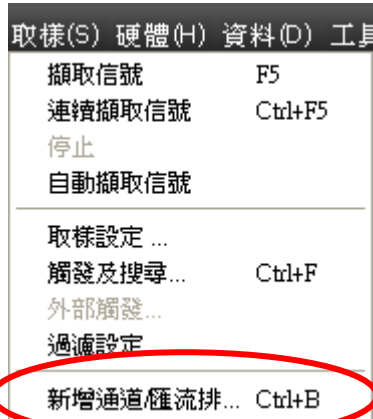 取樣(S) 硬體(H) 資料(D) 工具
擷取信號 F5
連續擷取信號 Ctrl+F5
停止
自動擷取信號
取樣設定 ...
觸發及搜尋... Ctrl+F
外部觸發...
過濾設定
新增通道/匯流排... Ctrl+B